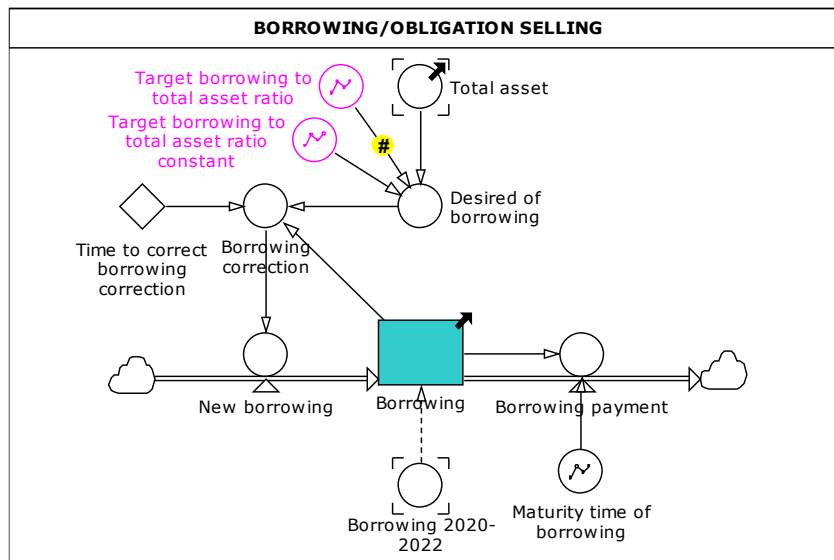 BORROWING/OBLIGATION SELLING
Target borrowing to
total asset ratio
Total asset
Target borrowing to
total asset ratio
constant
#
Desired of
borrowing
Time to correct
borrowing
correction
Borrowing
correction
New borrowing
Borrowing
Borrowing payment
Borrowing 2020-
2022
Maturity time of
borrowing